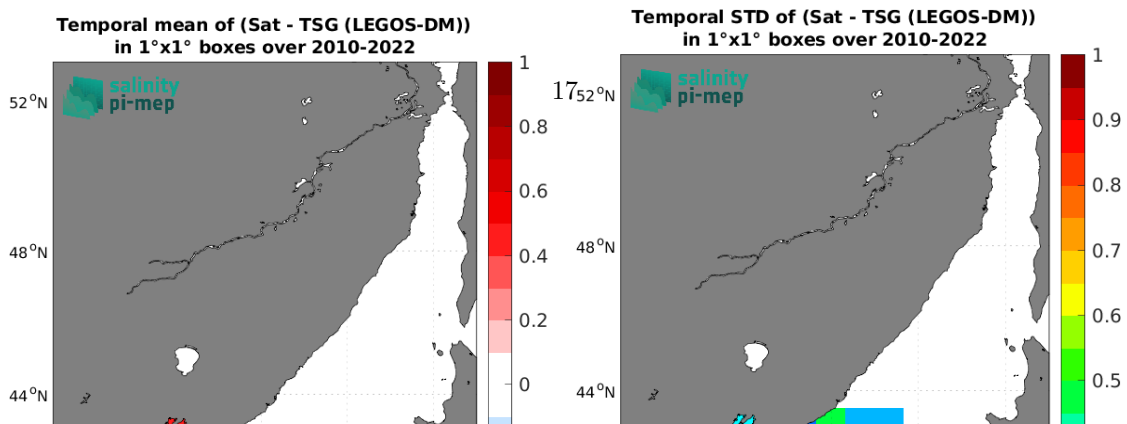 Temporal mean of (Sat - TSG (LEGOS-DM))
in 1°x1° boxes over 2010-2022
salinity
pi-mep
52°N
48°N
44°N
1
0.8
0.6
0.4
0.2
0
17
Temporal STD of (Sat - TSG (LEGOS-DM))
in 1°x1° boxes over 2010-2022
salinity
pi-mep
52°N
48°N
44°N
1
0.9
0.8
0.7
0.6
0.5